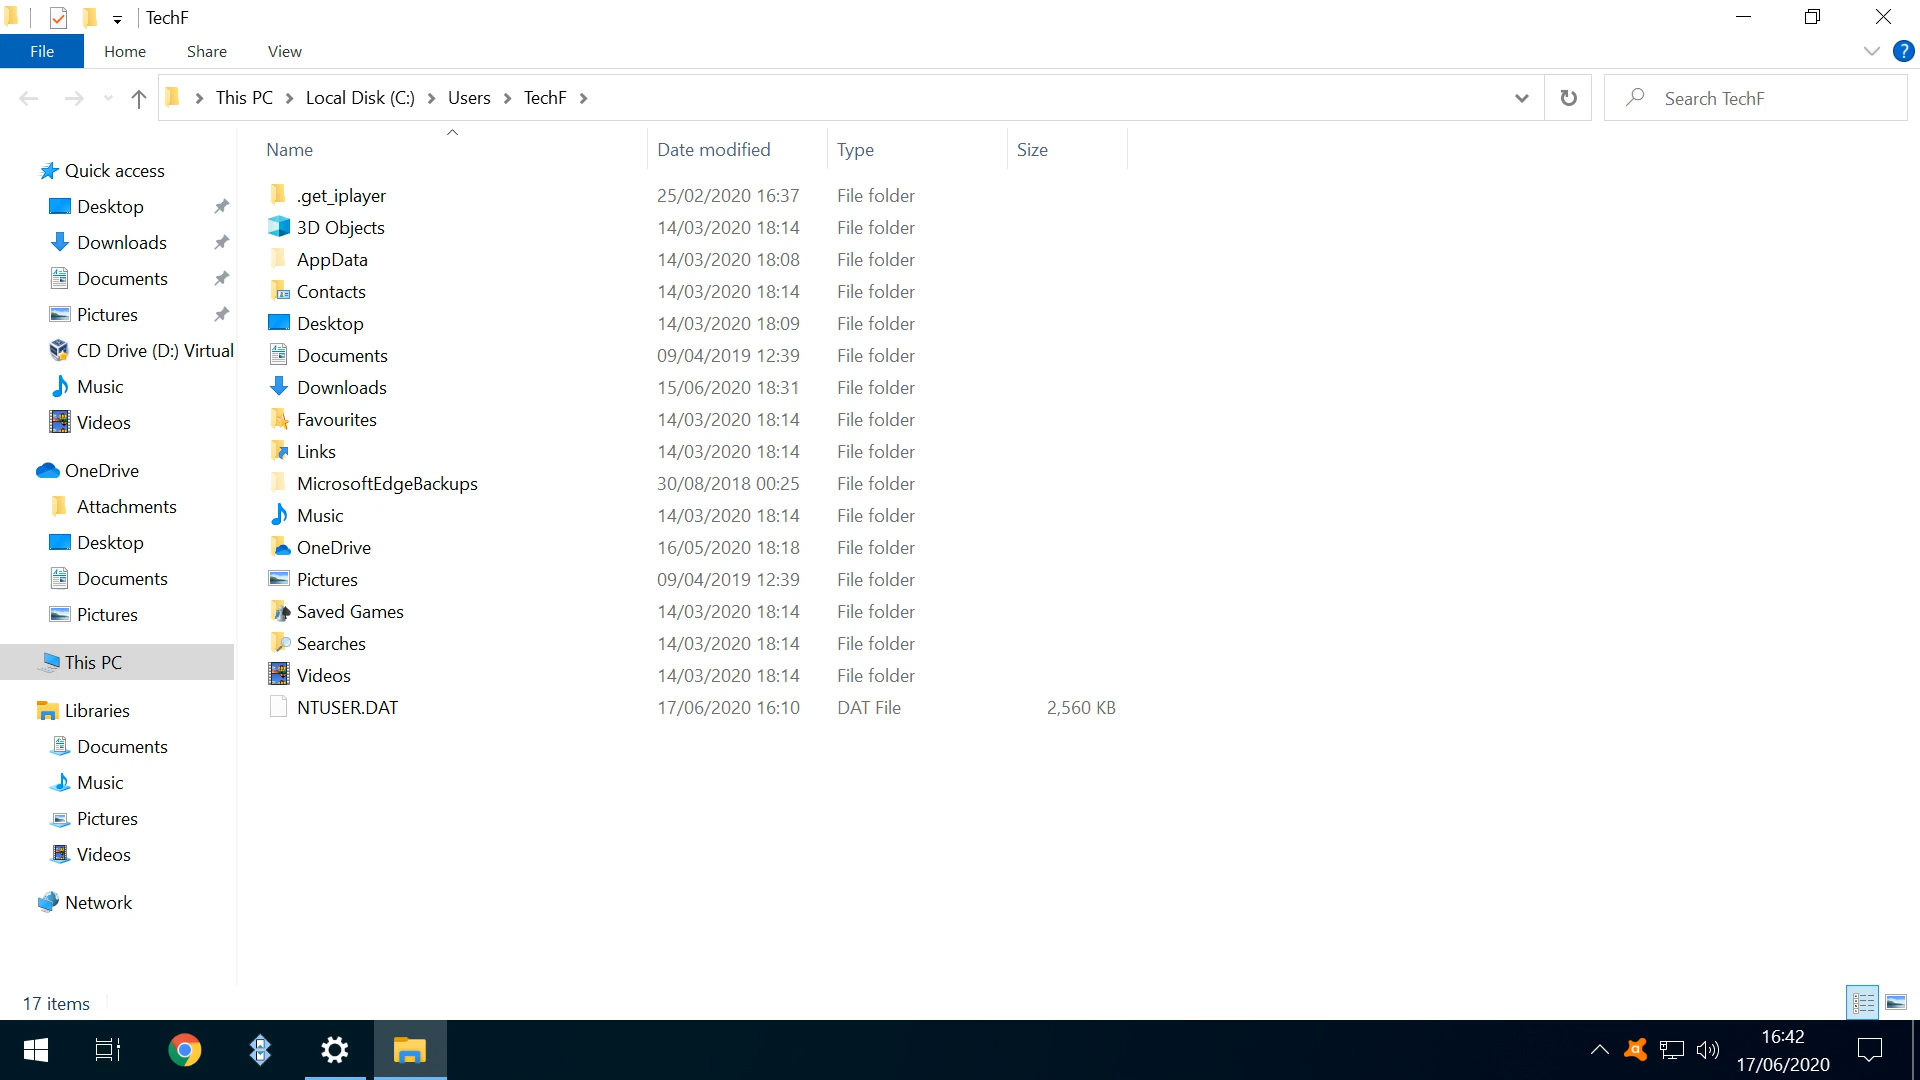 TechF
File Home Share View
This PC Local Disk (C:) Users TechF
Search TechF
Name Date modified Type Size
Quick access
Desktop
Downloads
Documents
Pictures
CD Drive (D:) Virtual
Music
Videos
OneDrive
Attachments
Desktop
Documents
Pictures
This PC
Libraries
Documents
Music
Pictures
Videos
Network
.get_iplayer 25/02/2020 16:37 File folder
3D Objects 14/03/2020 18:14 File folder
AppData 14/03/2020 18:08 File folder
Contacts 14/03/2020 18:14 File folder
Desktop 14/03/2020 18:09 File folder
Documents 09/04/2019 12:39 File folder
Downloads 15/06/2020 18:31 File folder
Favourites 14/03/2020 18:14 File folder
Links 14/03/2020 18:14 File folder
MicrosoftEdgeBackups 30/08/2018 00:25 File folder
Music 14/03/2020 18:14 File folder
OneDrive 16/05/2020 18:18 File folder
Pictures 09/04/2019 12:39 File folder
Saved Games 14/03/2020 18:14 File folder
Searches 14/03/2020 18:14 File folder
Videos 14/03/2020 18:14 File folder
NTUSER.DAT 17/06/2020 16:10 DAT File 2,560 KB
17 items
16:42
17/06/2020